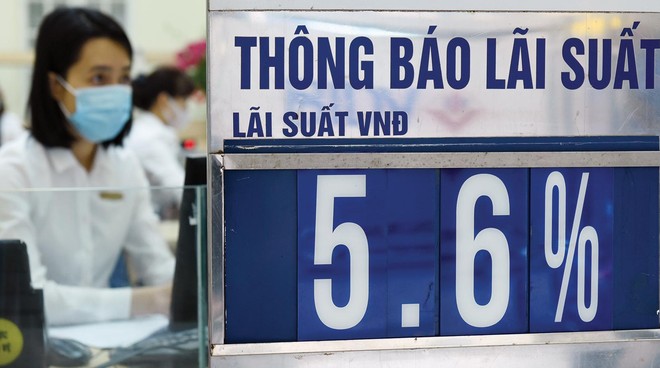 THÔNG BÁO LÃI SUẤT
LÃI SUẤT VNĐ
5.6%